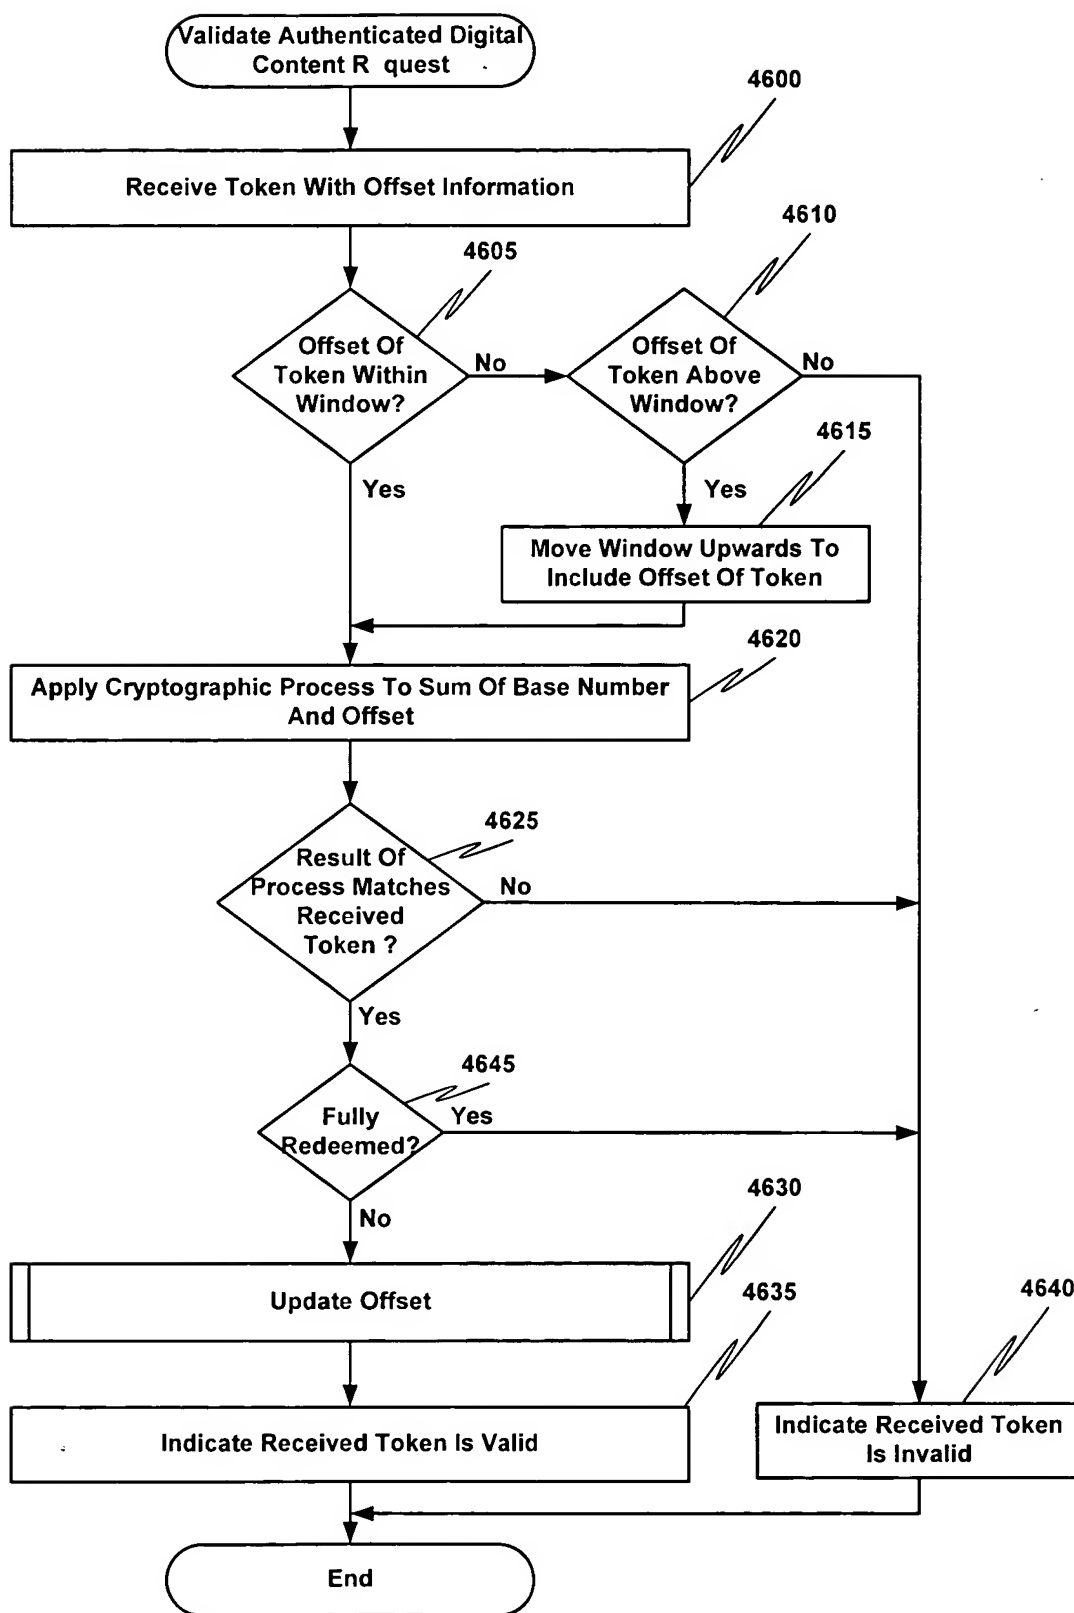 Validate Authenticated Digital
Content R quest
4600
Receive Token With Offset Information
4605
4610
Offset Of
Token Within
Window?
No
Offset Of
Token Above
Window?
No
Yes
Yes
4615
Move Window Upwards To
Include Offset Of Token
4620
Apply Cryptographic Process To Sum Of Base Number
And Offset
4625
Result Of
Process Matches
Received
Token ?
No
Yes
4645
Fully
Redeemed?
Yes
No
4630
Update Offset
4635
4640
Indicate Received Token Is Valid
Indicate Received Token
Is Invalid
End